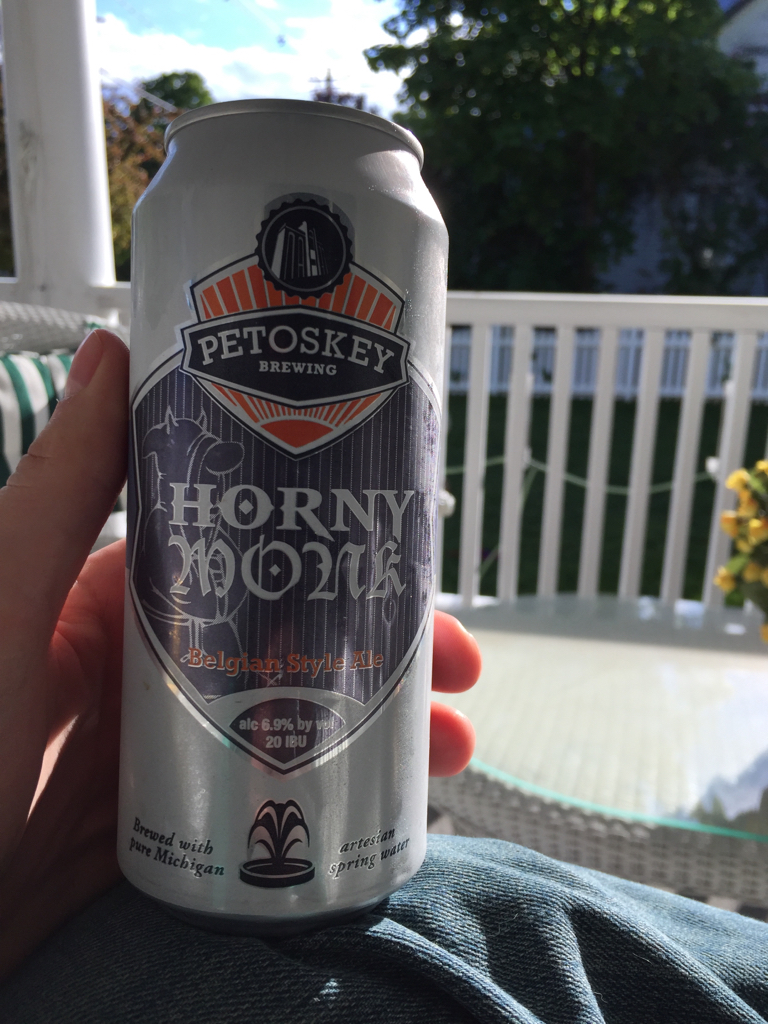 PETOSKEY
BREWING
HORNY
MONK
Belgian Style Ale
alc 6.9% by vol
20 IBU
Brewed with
pure Michigan
artesian
spring water